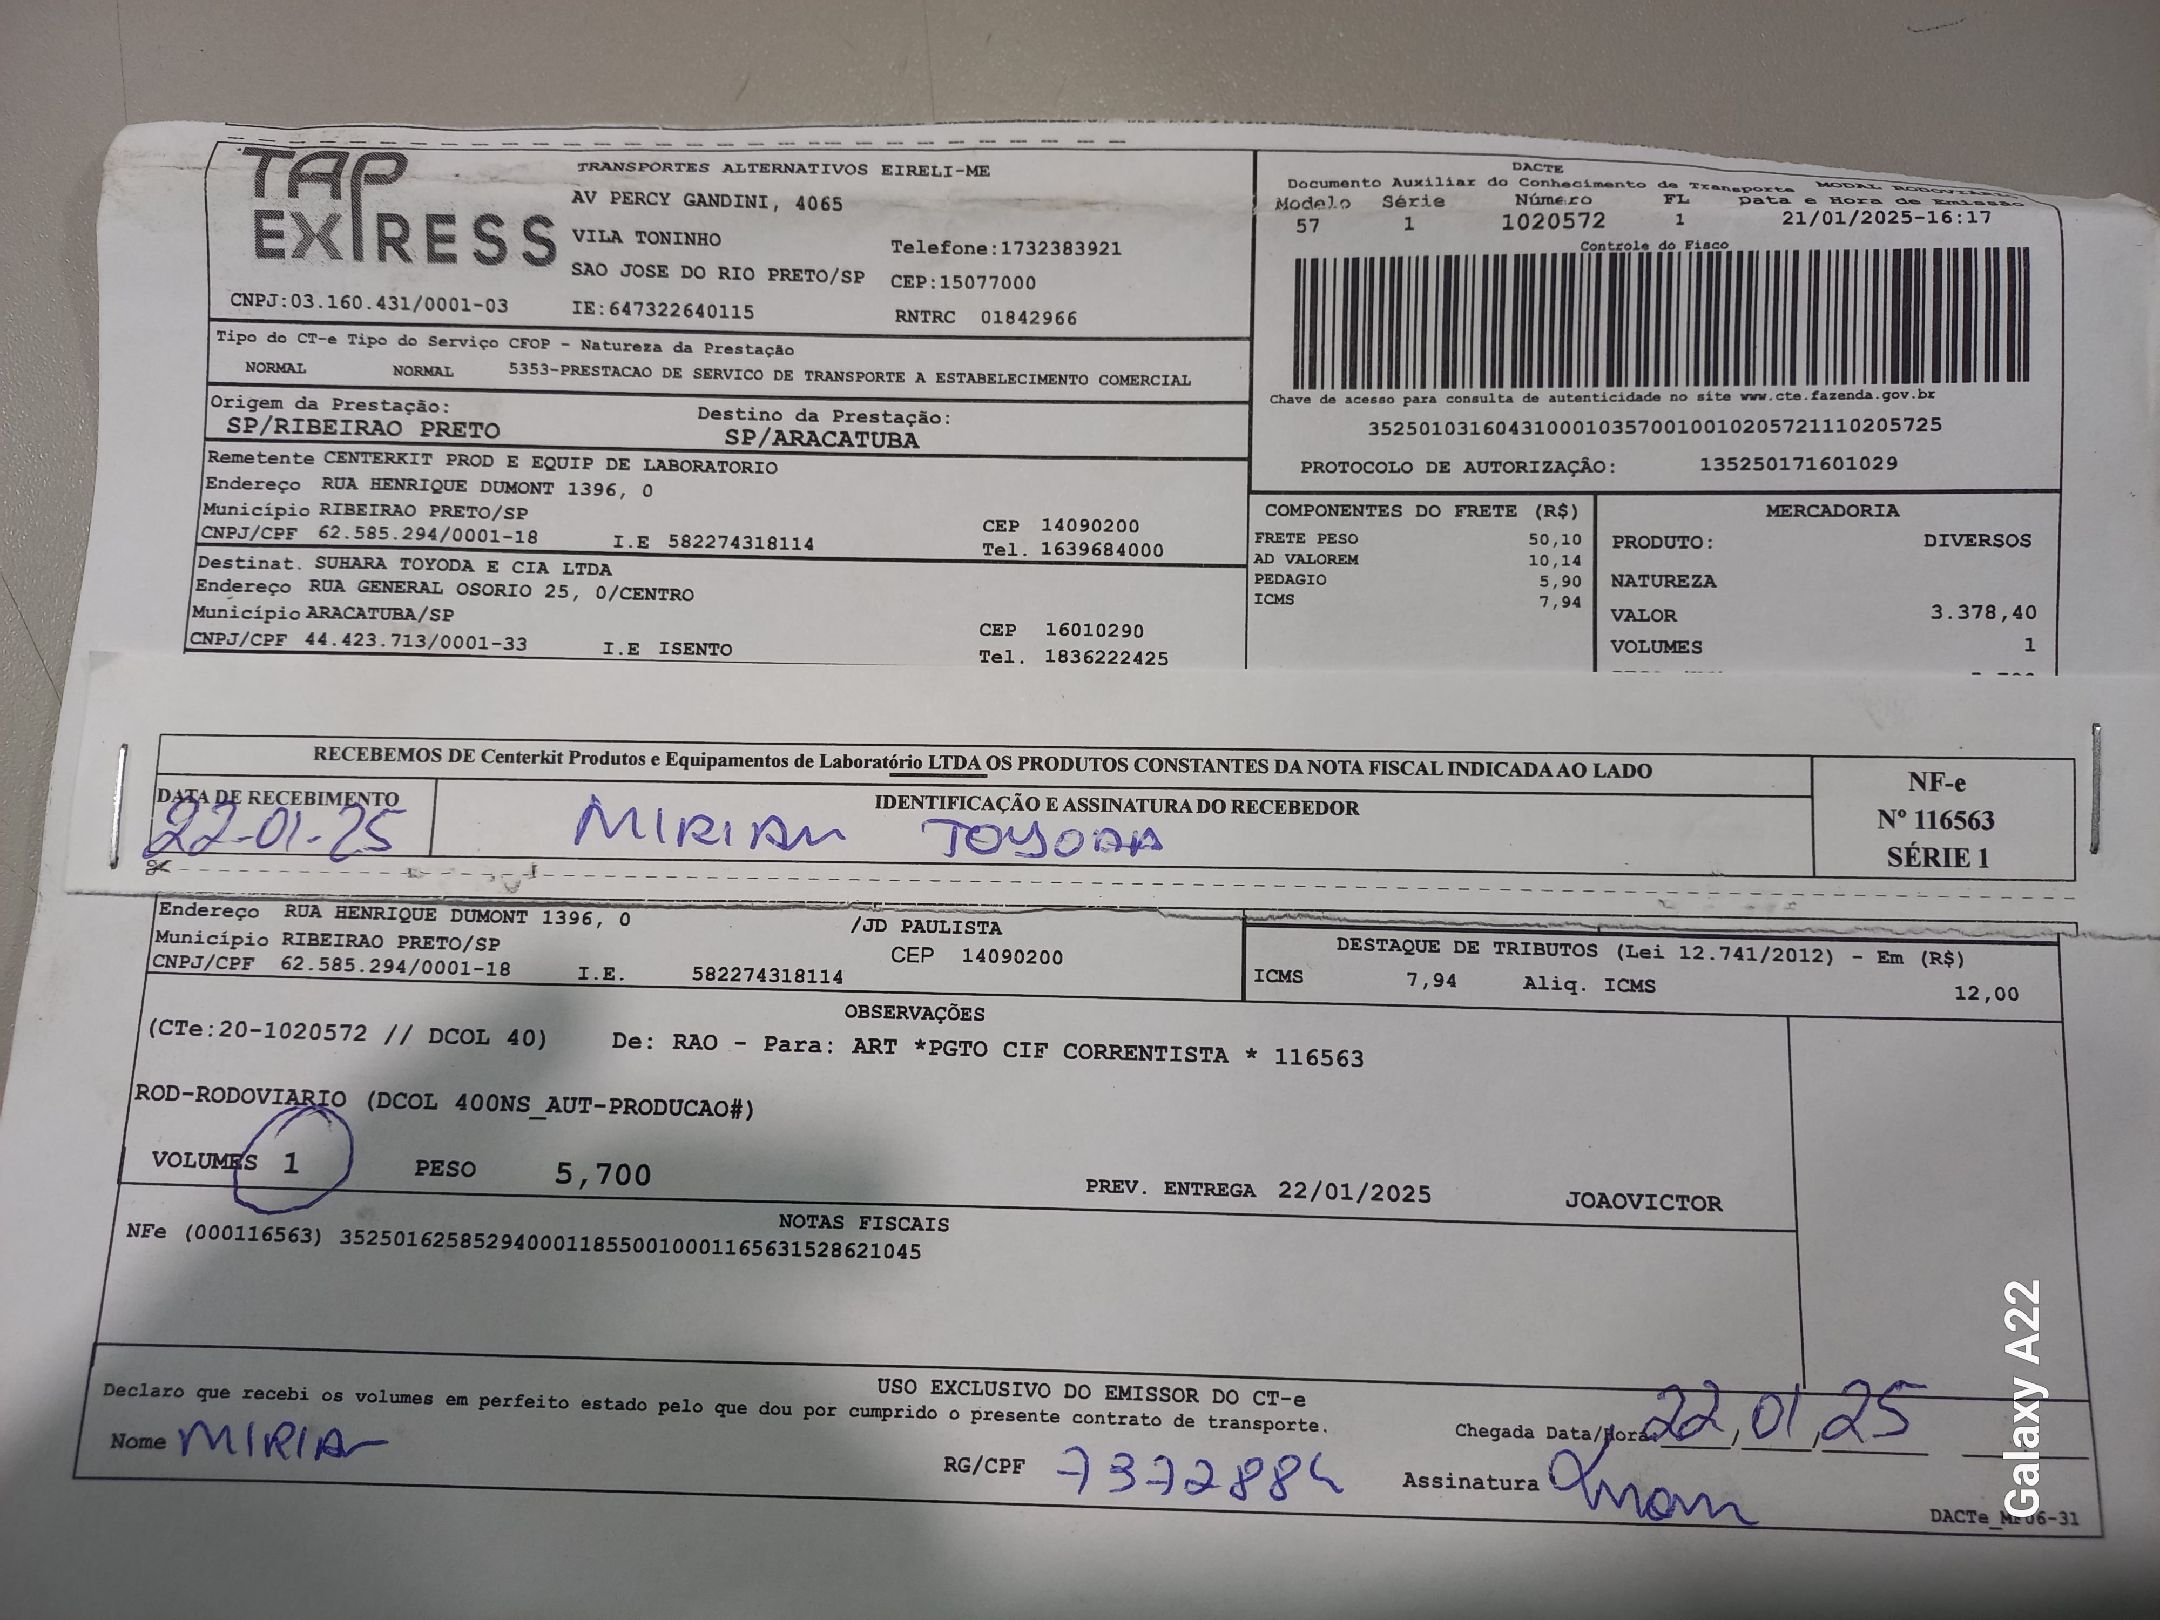 TAP EXPRESS
TRANSPORTES ALTERNATIVOS EIRELI-ME
AV PERCY GANDINI, 4065
VILA TONINHO Telefone:1732383921
SAO JOSE DO RIO PRETO/SP CEP:15077000
CNPJ:03.160.431/0001-03 IE:647322640115 RNTRC 01842966
DACTE
Documento Auxiliar do Conhecimento de Transporte MODAL RODOVIARIO
Modelo Série Número FL Data e Hora de Emissao
57 1 1020572 1 21/01/2025-16:17
Controle do Fisco
Chave de acesso para consulta de autenticidade no site www.cte.fazenda.gov.br
35250103160431000103570010010205721110205725
PROTOCOLO DE AUTORIZAÇÃO: 135250171601029
Tipo do CT-e Tipo do Serviço CFOP - Natureza da Prestação
NORMAL NORMAL 5353-PRESTACAO DE SERVICO DE TRANSPORTE A ESTABELECIMENTO COMERCIAL
Origem da Prestação: Destino da Prestação:
SP/RIBEIRAO PRETO SP/ARACATUBA
Remetente CENTERKIT PROD E EQUIP DE LABORATORIO
Endereço RUA HENRIQUE DUMONT 1396, 0
Município RIBEIRAO PRETO/SP CEP 14090200
CNPJ/CPF 62.585.294/0001-18 I.E 582274318114 Tel. 1639684000
Destinat. SUHARA TOYODA E CIA LTDA
Endereço RUA GENERAL OSORIO 25, 0/CENTRO
Município ARACATUBA/SP CEP 16010290
CNPJ/CPF 44.423.713/0001-33 I.E ISENTO Tel. 1836222425
COMPONENTES DO FRETE (R$)
FRETE PESO 50,10
AD VALOREM 10,14
PEDAGIO 5,90
ICMS 7,94
MERCADORIA
PRODUTO: DIVERSOS
NATUREZA
VALOR 3.378,40
VOLUMES 1
RECEBEMOS DE Centerkit Produtos e Equipamentos de Laboratório LTDA OS PRODUTOS CONSTANTES DA NOTA FISCAL INDICADA AO LADO
DATA DE RECEBIMENTO IDENTIFICAÇÃO E ASSINATURA DO RECEBEDOR
22-01-25 MIRIAN TOYODA
NF-e
Nº 116563
SÉRIE 1
Endereço RUA HENRIQUE DUMONT 1396, 0 /JD PAULISTA
Município RIBEIRAO PRETO/SP CEP 14090200
CNPJ/CPF 62.585.294/0001-18 I.E. 582274318114
DESTAQUE DE TRIBUTOS (Lei 12.741/2012) - Em (R$)
ICMS 7,94 Aliq. ICMS 12,00
OBSERVAÇÕES
(CTe:20-1020572 // DCOL 40) De: RAO - Para: ART *PGTO CIF CORRENTISTA * 116563
ROD-RODOVIARIO (DCOL 400NS_AUT-PRODUCAO#)
VOLUMES 1 PESO 5,700 PREV. ENTREGA 22/01/2025 JOAOVICTOR
NOTAS FISCAIS
NFe (000116563) 35250162585294000118550010001165631528621045
USO EXCLUSIVO DO EMISSOR DO CT-e
Declaro que recebi os volumes em perfeito estado pelo que dou por cumprido o presente contrato de transporte.
Chegada Data/Hora: 22,01,25
Nome MIRIAN RG/CPF 7372884 Assinatura
DACTe_MF06-31
Galaxy A22